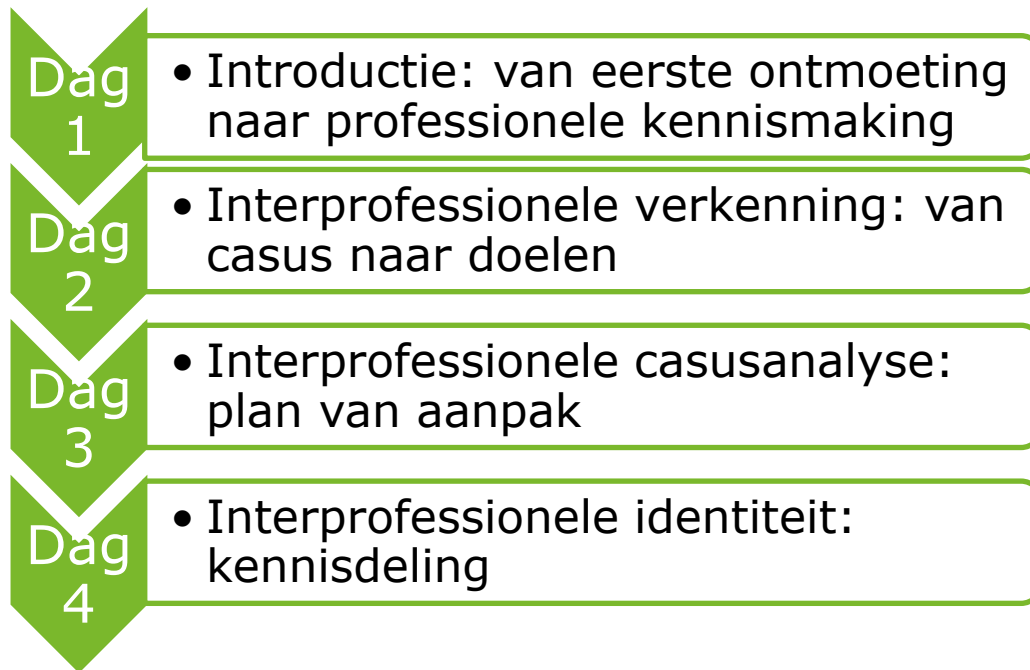 Dag
1
• Introductie: van eerste ontmoeting
naar professionele kennismaking
Dag
2
• Interprofessionele verkenning: van
casus naar doelen
Dag
3
• Interprofessionele casusanalyse:
plan van aanpak
Dag
4
• Interprofessionele identiteit:
kennisdeling